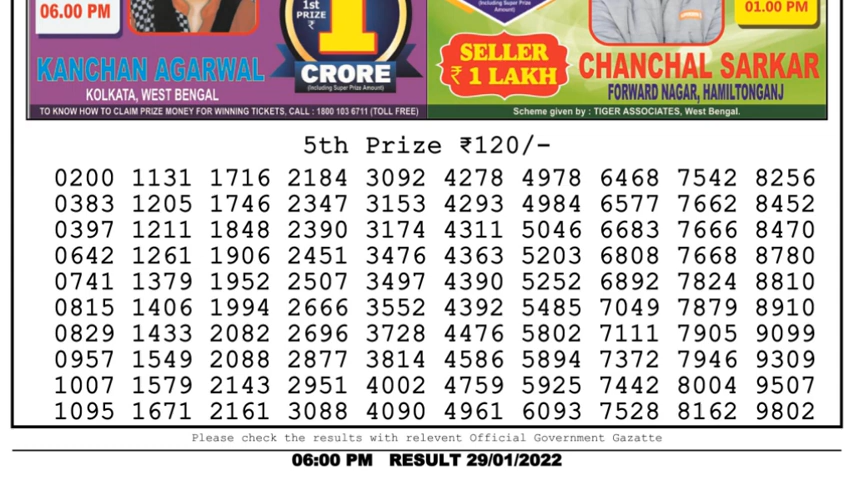 06.00 PM
1st
PRIZE
₹
1
CRORE
(Including Super Prize Amount)
KANCHAN AGARWAL
KOLKATA, WEST BENGAL
TO KNOW HOW TO CLAIM PRIZE MONEY FOR WINNING TICKETS, CALL : 1800 103 6711 (TOLL FREE)
(Including Super Prize
Amount)
01.00 PM
SELLER
₹ 1 LAKH
CHANCHAL SARKAR
FORWARD NAGAR, HAMILTONGANJ
Scheme given by : TIGER ASSOCIATES, West Bengal.
5th Prize ₹120/-
0200 1131 1716 2184 3092 4278 4978 6468 7542 8256
0383 1205 1746 2347 3153 4293 4984 6577 7662 8452
0397 1211 1848 2390 3174 4311 5046 6683 7666 8470
0642 1261 1906 2451 3476 4363 5203 6808 7668 8780
0741 1379 1952 2507 3497 4390 5252 6892 7824 8810
0815 1406 1994 2666 3552 4392 5485 7049 7879 8910
0829 1433 2082 2696 3728 4476 5802 7111 7905 9099
0957 1549 2088 2877 3814 4586 5894 7372 7946 9309
1007 1579 2143 2951 4002 4759 5925 7442 8004 9507
1095 1671 2161 3088 4090 4961 6093 7528 8162 9802
Please check the results with relevent Official Government Gazatte
06:00 PM RESULT 29/01/2022